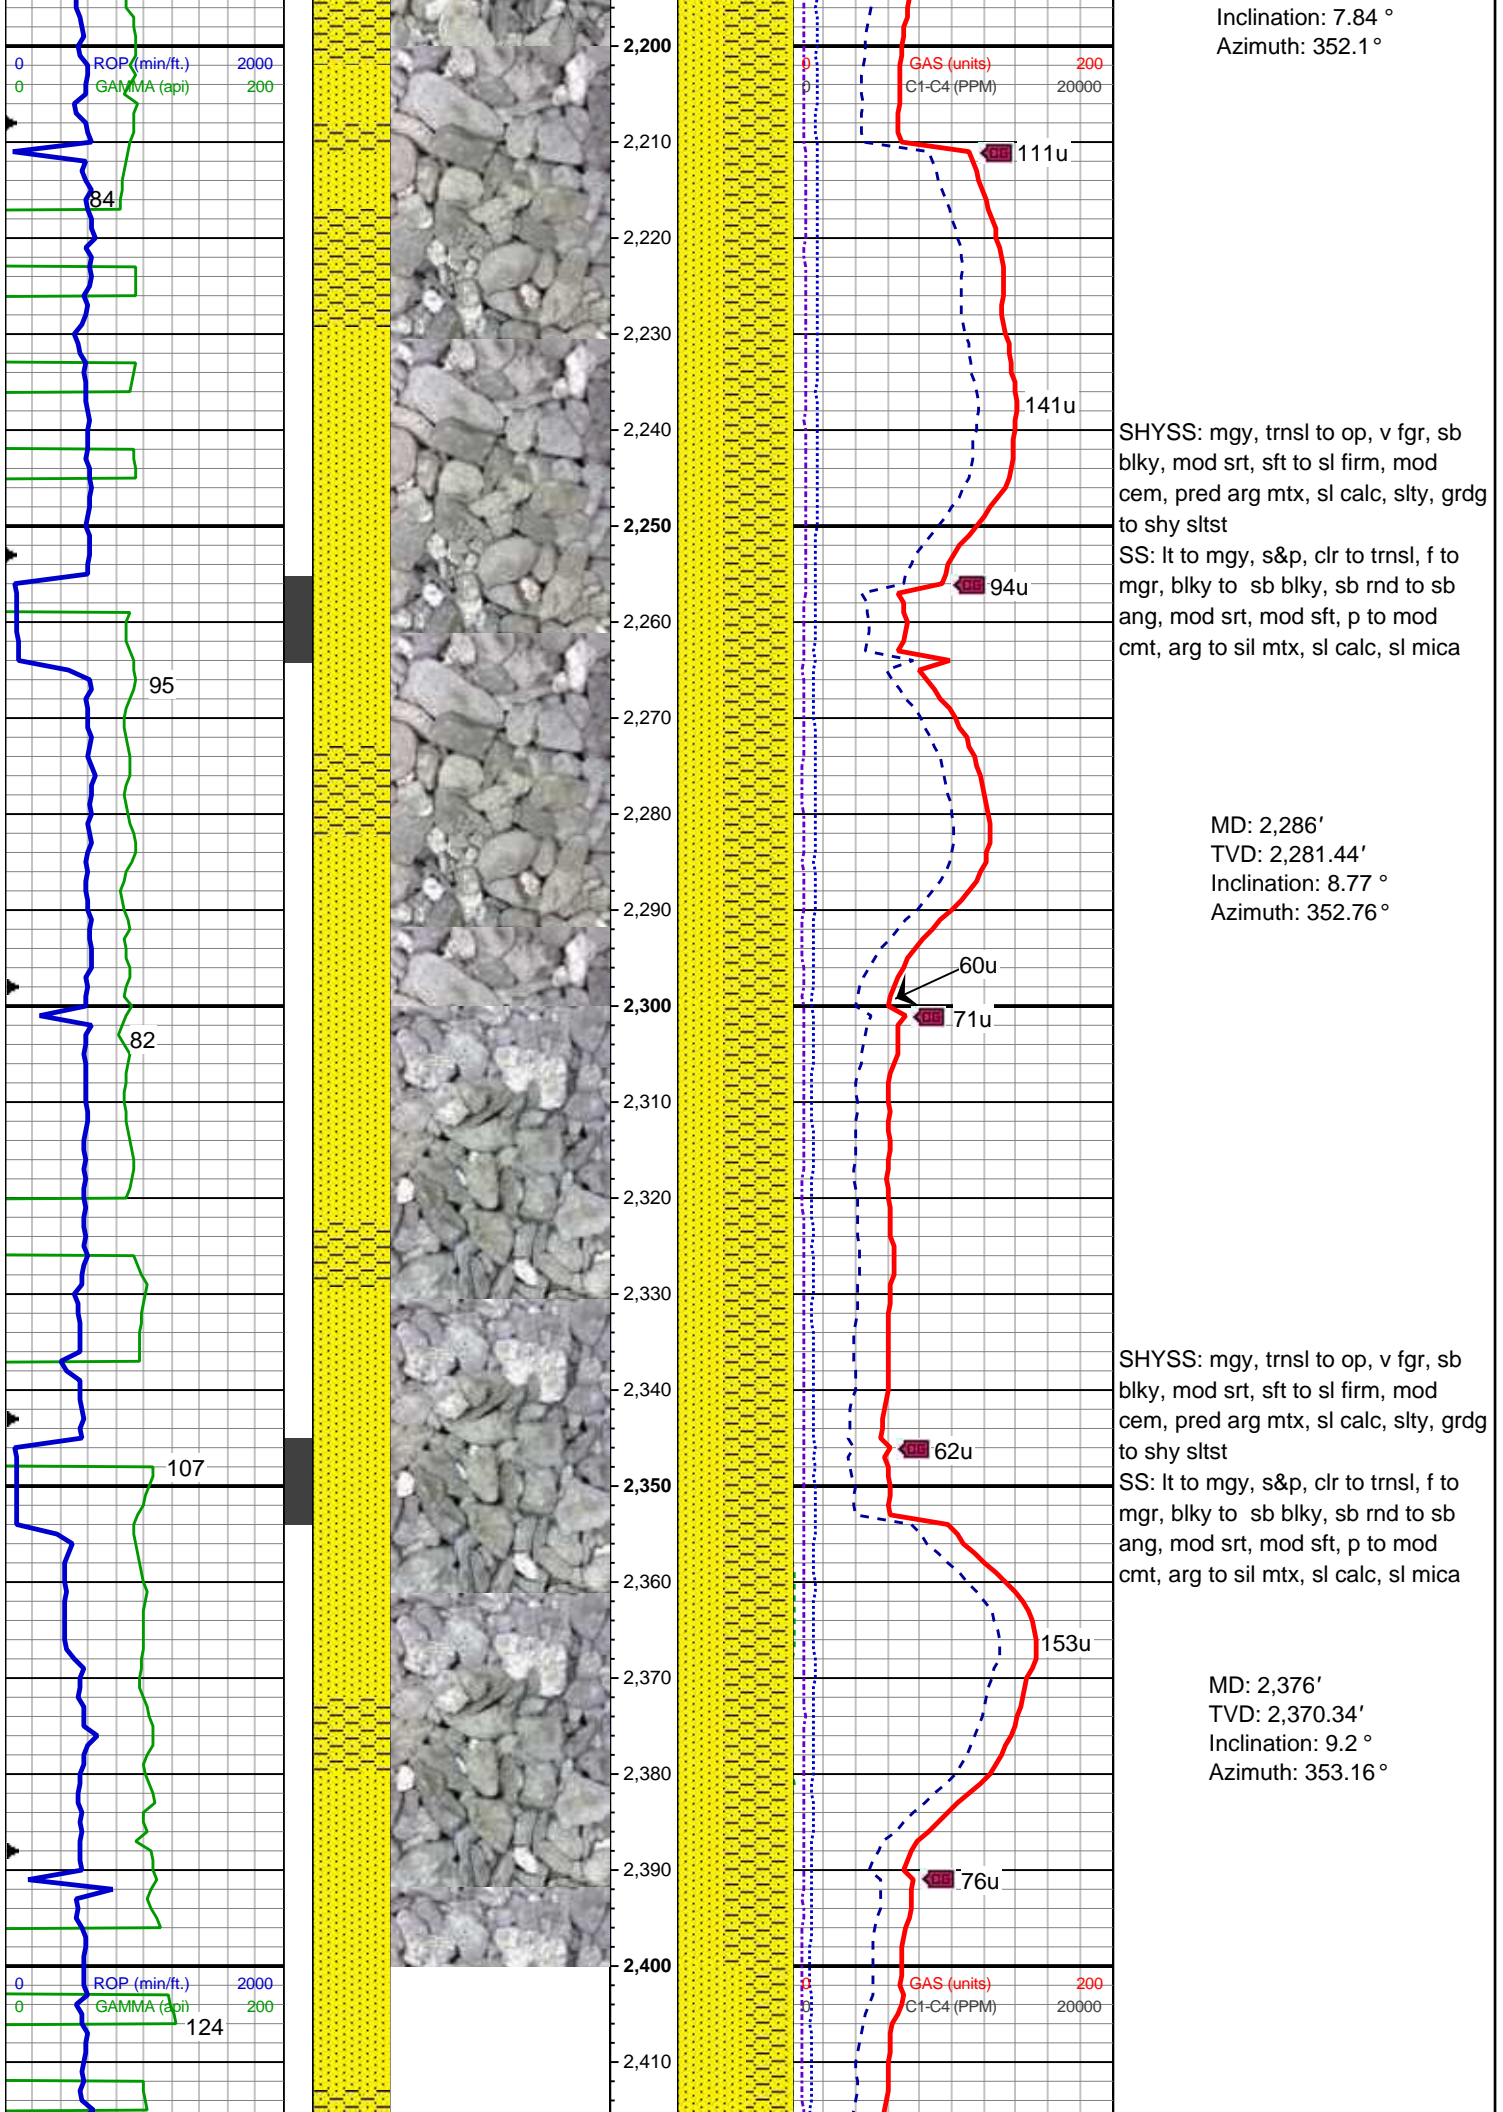 Inclination: 7.84 °
Azimuth: 352.1°
2,200
0 ROP (min/ft.) 2000
0 GAMMA (api) 200
0 GAS (units) 200
0 C1-C4 (PPM) 20000
2,210
CG 111u
84
2,220
2,230
141u
2,240
SHYSS: mgy, trnsl to op, v fgr, sb
blky, mod srt, sft to sl firm, mod
cem, pred arg mtx, sl calc, slty, grdg
to shy sltst
2,250
SS: lt to mgy, s&p, clr to trnsl, f to
mgr, blky to sb blky, sb rnd to sb
ang, mod srt, mod sft, p to mod
cmt, arg to sil mtx, sl calc, sl mica
CG 94u
2,260
95
2,270
2,280
MD: 2,286'
TVD: 2,281.44'
Inclination: 8.77 °
Azimuth: 352.76°
2,290
60u
2,300
CG 71u
82
2,310
2,320
2,330
2,340
SHYSS: mgy, trnsl to op, v fgr, sb
blky, mod srt, sft to sl firm, mod
cem, pred arg mtx, sl calc, slty, grdg
to shy sltst
CG 62u
107
2,350
SS: lt to mgy, s&p, clr to trnsl, f to
mgr, blky to sb blky, sb rnd to sb
ang, mod srt, mod sft, p to mod
cmt, arg to sil mtx, sl calc, sl mica
2,360
153u
2,370
MD: 2,376'
TVD: 2,370.34'
Inclination: 9.2 °
Azimuth: 353.16°
2,380
2,390
CG 76u
2,400
0 ROP (min/ft.) 2000
0 GAMMA (api) 200
0 GAS (units) 200
0 C1-C4 (PPM) 20000
124
2,410